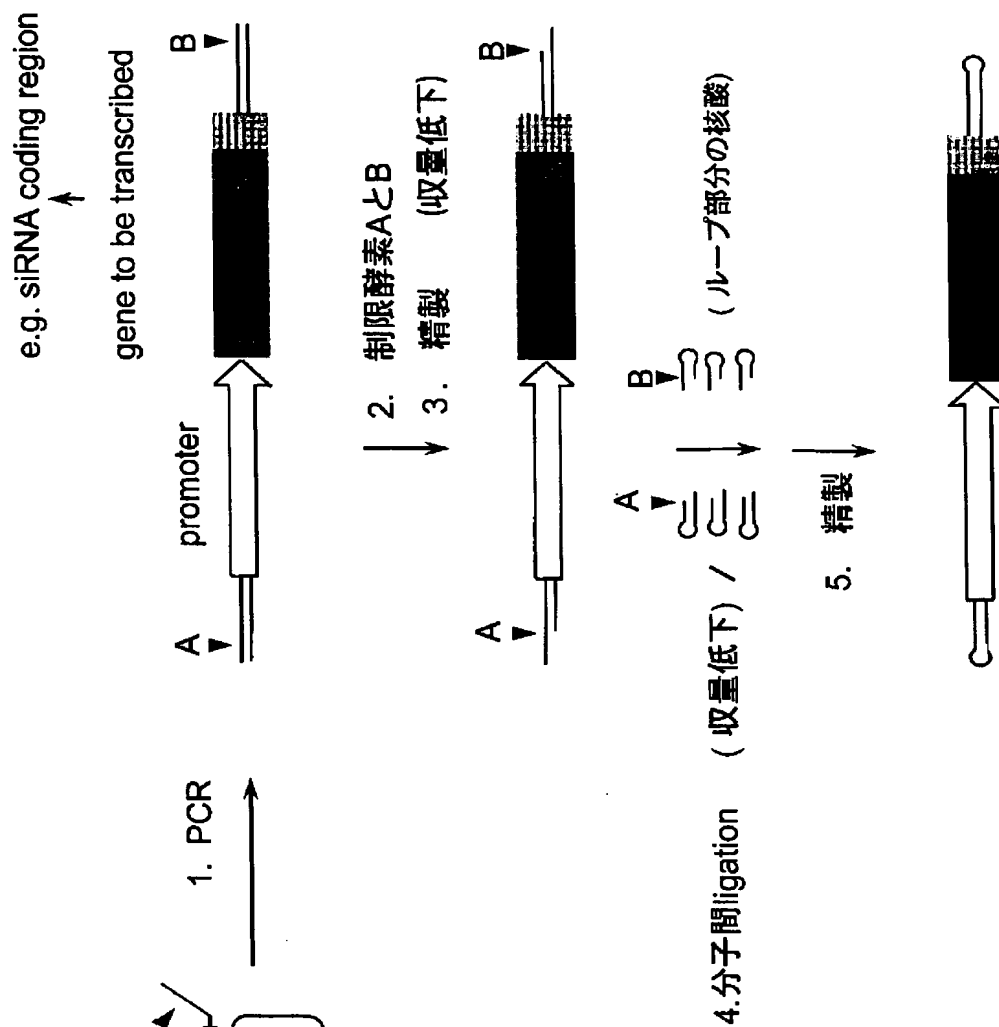 e.g. siRNA coding region
gene to be transcribed
promoter
A
B
1. PCR
2. 制限酵素AとB
3. 精製 (収量低下)
A
B
4.分子間ligation (収量低下) / (ループ部分の核酸)
A
B
5. 精製